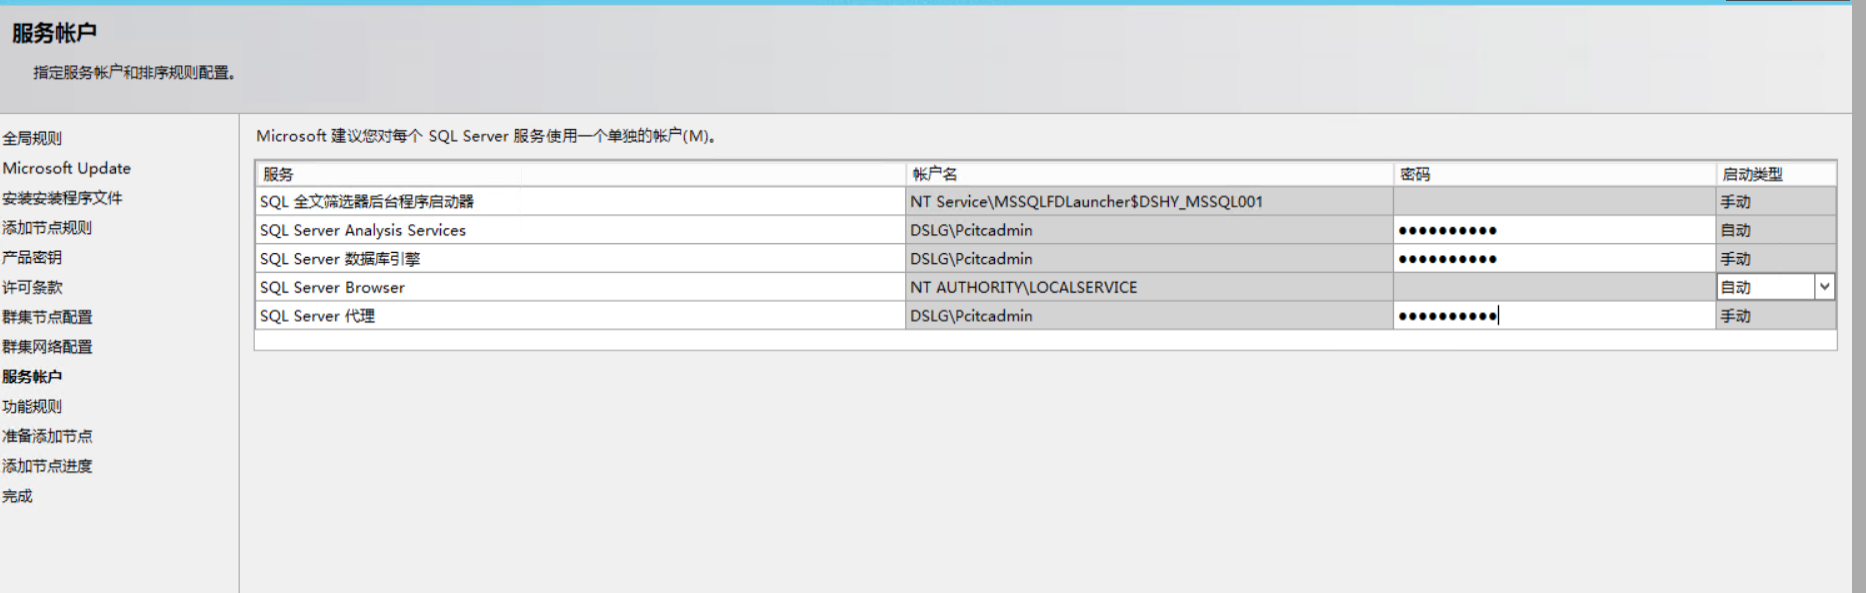 服务帐户
指定服务帐户和排序规则配置。
全局规则
Microsoft Update
安装安装程序文件
添加节点规则
产品密钥
许可条款
群集节点配置
群集网络配置
服务帐户
功能规则
准备添加节点
添加节点进度
完成
Microsoft 建议您对每个 SQL Server 服务使用一个单独的帐户(M)。
服务 帐户名 密码 启动类型
SQL 全文筛选器后台程序启动器 NT Service\MSSQLFDLauncher$DSHY_MSSQL001 手动
SQL Server Analysis Services DSLG\Pcitcadmin ●●●●●●●●●● 自动
SQL Server 数据库引擎 DSLG\Pcitcadmin ●●●●●●●●●● 手动
SQL Server Browser NT AUTHORITY\LOCALSERVICE 自动
SQL Server 代理 DSLG\Pcitcadmin ●●●●●●●●●● 手动